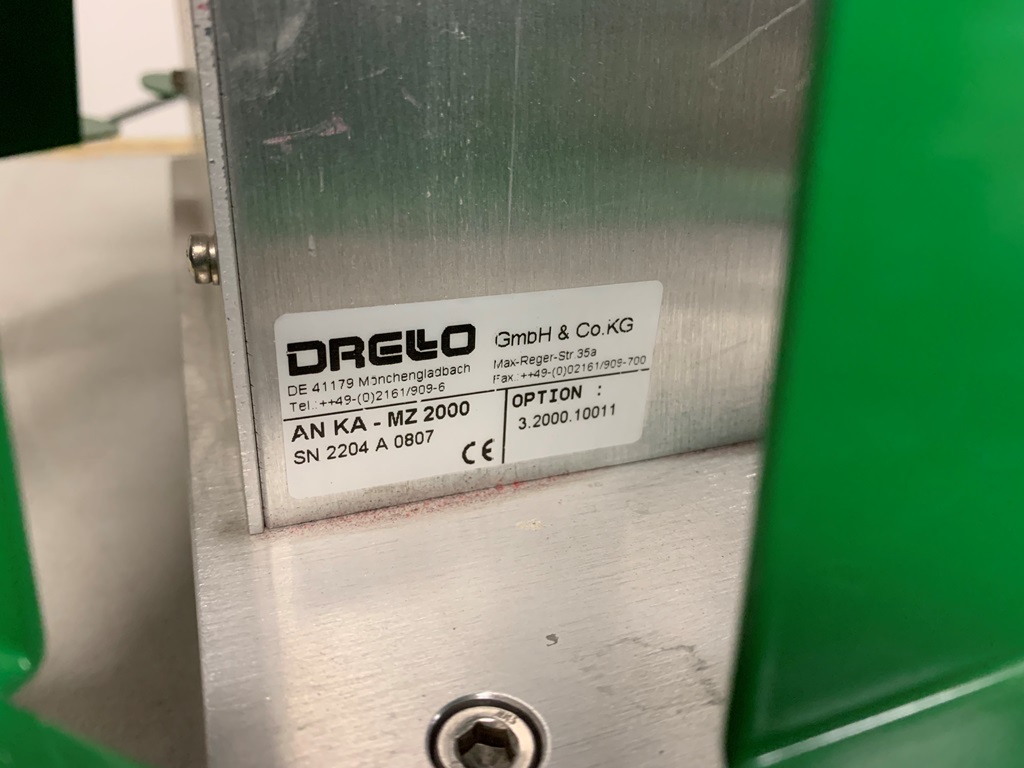 DRELLO GmbH & Co.KG
DE 41179 Mönchengladbach
Max-Reger-Str.35a
Tel.:++49-(0)2161/909-6
Fax.:++49-(0)02161/909-700
AN KA - MZ 2000
SN 2204 A 0807
CE
OPTION :
3.2000.10011